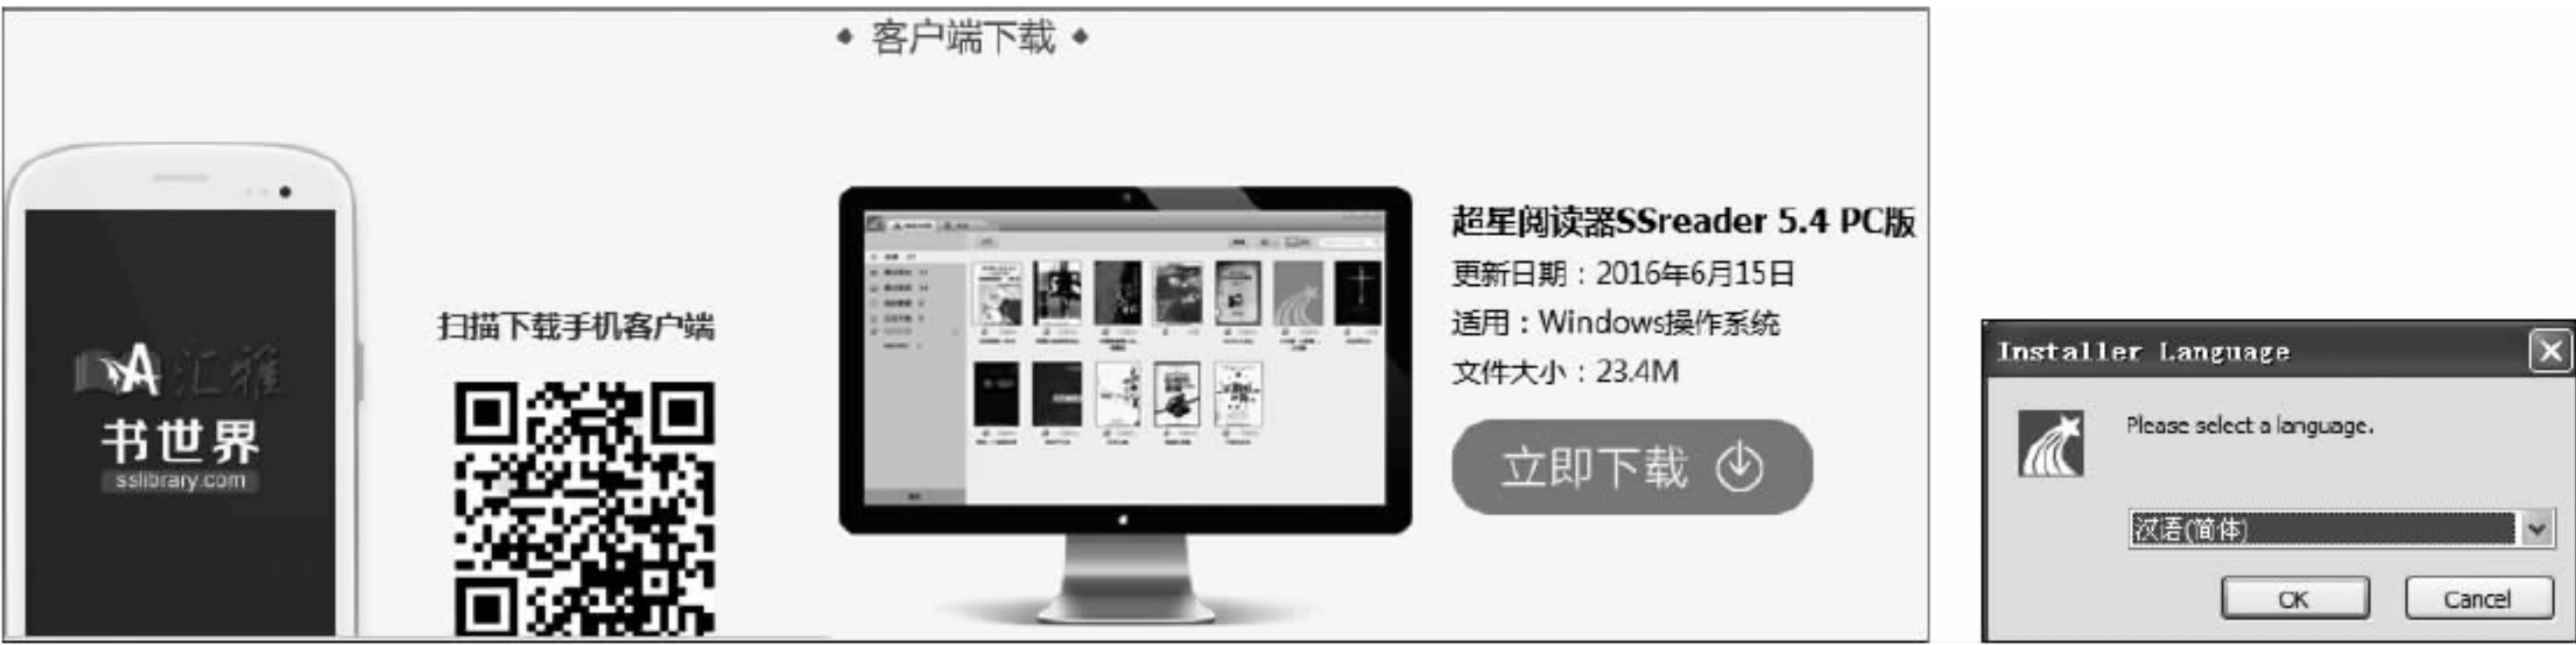 客户端下载
汇雅
书世界
sslibrary.com
扫描下载手机客户端
超星阅读器SSreader 5.4 PC版
更新日期：2016年6月15日
适用：Windows操作系统
文件大小：23.4M
立即下载
Installer Language
Please select a language.
汉语(简体)
OK
Cancel